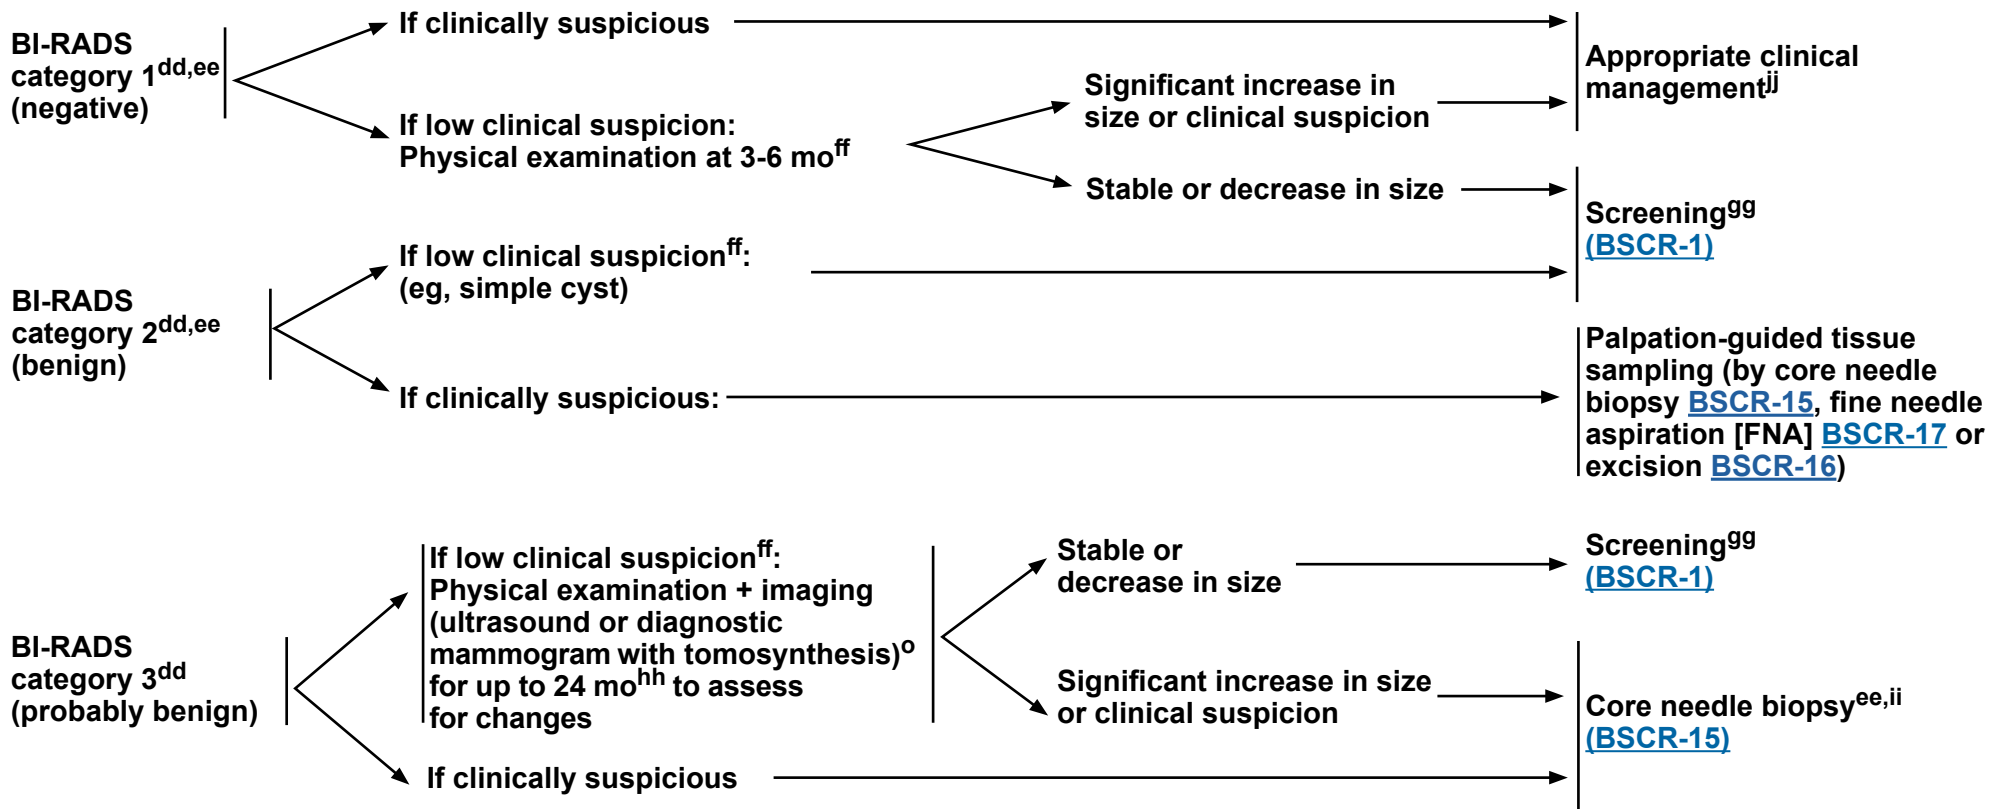 BI-RADS
category 1dd,ee
(negative)
If clinically suspicious
If low clinical suspicion:
Physical examination at 3-6 moff
Significant increase in
size or clinical suspicion
Stable or decrease in size
Appropriate clinical
managementjj
Screeninggg
(BSCR-1)
BI-RADS
category 2dd,ee
(benign)
If low clinical suspicionff:
(eg, simple cyst)
If clinically suspicious:
Palpation-guided tissue
sampling (by core needle
biopsy BSCR-15, fine needle
aspiration [FNA] BSCR-17 or
excision BSCR-16)
BI-RADS
category 3dd
(probably benign)
If low clinical suspicionff:
Physical examination + imaging
(ultrasound or diagnostic
mammogram with tomosynthesis)o
for up to 24 mohh to assess
for changes
If clinically suspicious
Stable or
decrease in size
Significant increase in size
or clinical suspicion
Screeninggg
(BSCR-1)
Core needle biopsyee,ii
(BSCR-15)